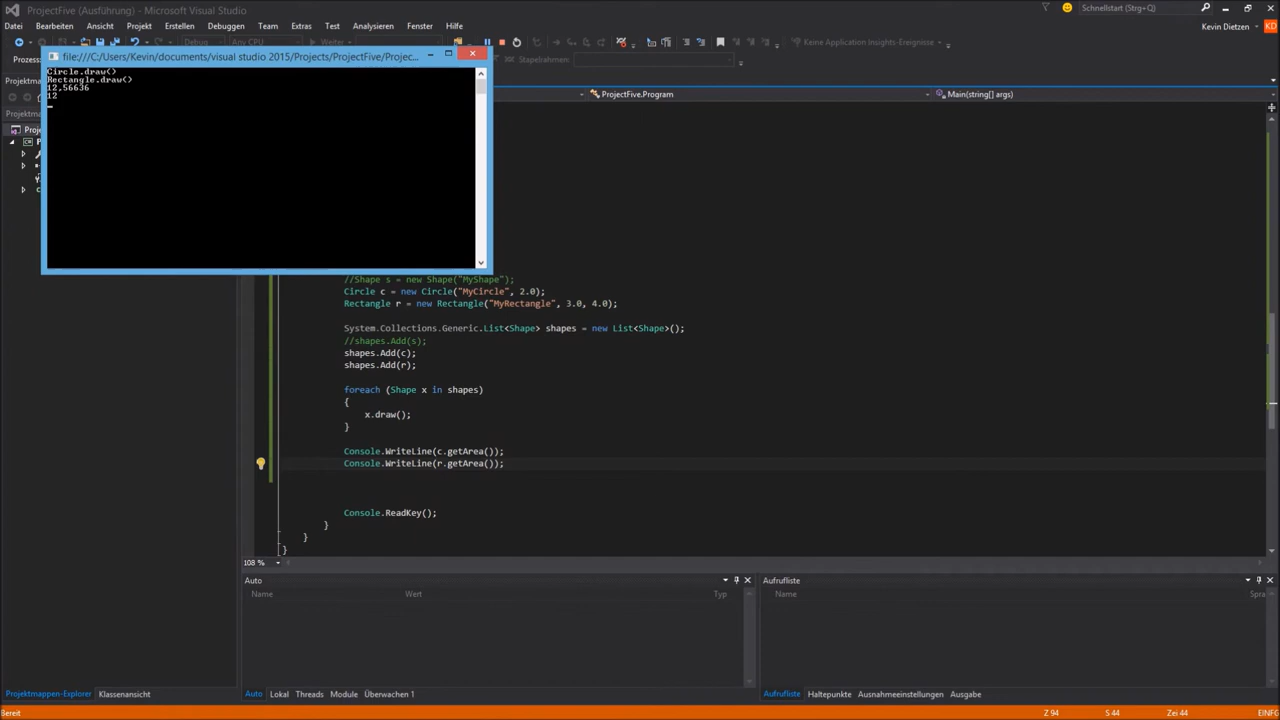 ProjectFive (Ausführung) - Microsoft Visual Studio
Schnellstart (Strg+Q)
Datei Bearbeiten Ansicht Projekt Erstellen Debuggen Team Extras Test Analysieren Fenster Hilfe
Kevin Dietzen KD
Debug Any CPU
Keine Application Insights-Ereignisse
file:///C:/Users/Kevin/documents/visual studio 2015/Projects/ProjectFive/Projec...
Stapelrahmen:
Circle.draw()
Rectangle.draw()
12,56636
12
ProjectFive.Program
Main(string[] args)
//Shape s = new Shape("MyShape");
Circle c = new Circle("MyCircle", 2.0);
Rectangle r = new Rectangle("MyRectangle", 3.0, 4.0);
System.Collections.Generic.List<Shape> shapes = new List<Shape>();
//shapes.Add(s);
shapes.Add(c);
shapes.Add(r);
foreach (Shape x in shapes)
{
x.draw();
}
Console.WriteLine(c.getArea());
Console.WriteLine(r.getArea());
Console.ReadKey();
}
}
}
108 %
Auto
Aufrufliste
Name Wert Typ
Name Spra
Projektmappen-Explorer Klassenansicht
Auto Lokal Threads Module Überwachen 1
Aufrufliste Haltepunkte Ausnahmeeinstellungen Ausgabe
Bereit
Z 94 S 44 Zei 44 EINFG